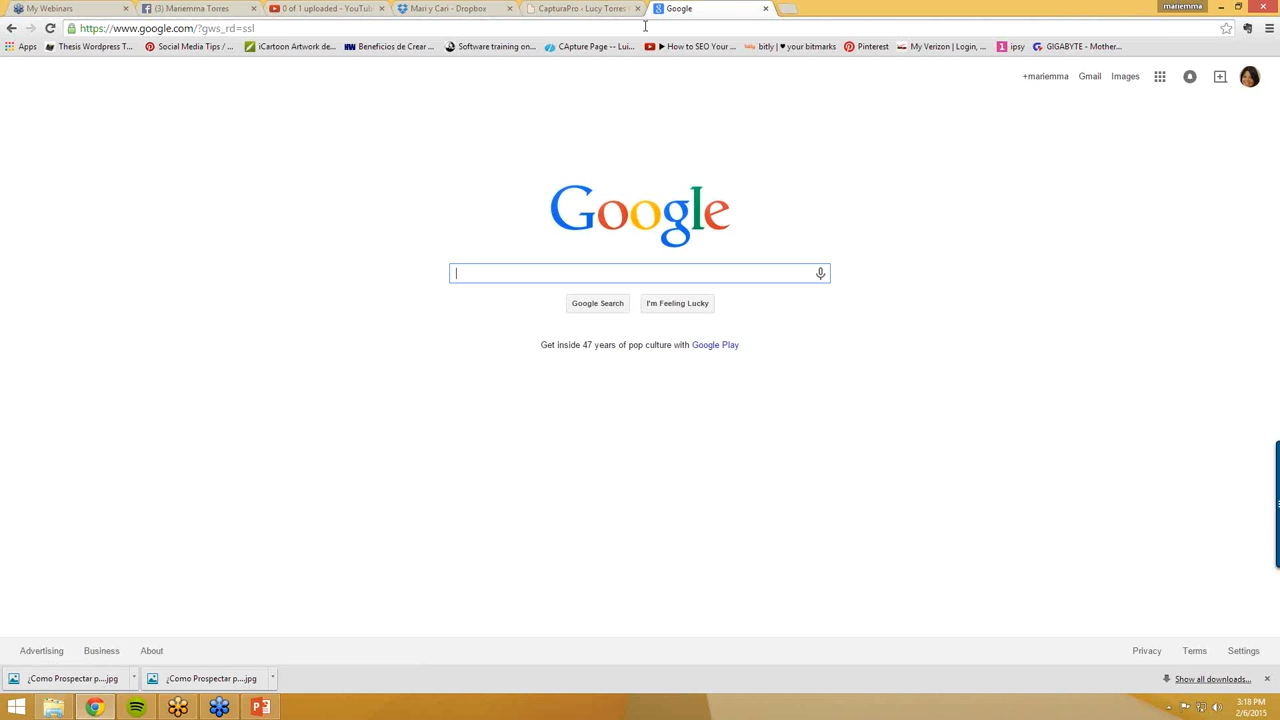 My Webinars
(3) Mariemma Torres
0 of 1 uploaded - YouTub
Mari y Cari - Dropbox
CapturaPro ‹ Lucy Torres
Google
mariemma
https://www.google.com/?gws_rd=ssl
Apps
Thesis Wordpress T...
Social Media Tips / ...
iCartoon Artwork, De...
Beneficios de Crear ...
Software training on...
CApture Page -- Lui...
▶ How to SEO Your ...
bitly | ♥ your bitmarks
Pinterest
My Verizon | Login, ...
ipsy
GIGABYTE - Mother...
+mariemma
Gmail
Images
Google
Google Search
I'm Feeling Lucky
Get inside 47 years of pop culture with Google Play
Advertising
Business
About
Privacy
Terms
Settings
¿Como Prospectar p....jpg
¿Como Prospectar p....jpg
Show all downloads...
3:18 PM
2/6/2015